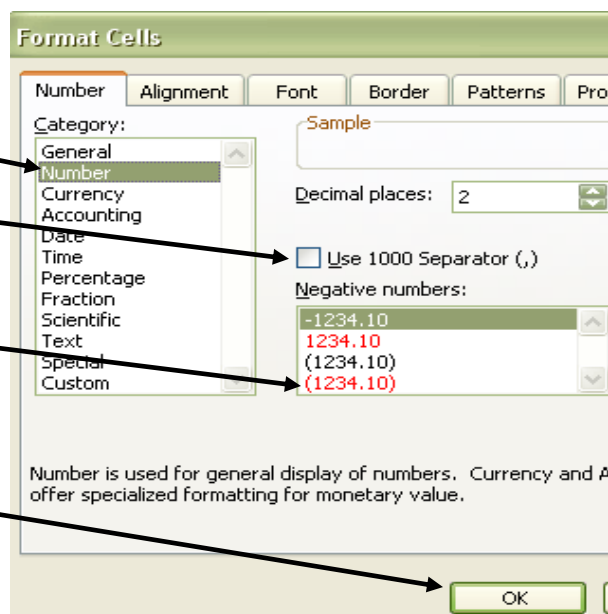 Format Cells
Number Alignment Font Border Patterns Pro
Category:
General
Number
Currency
Accounting
Date
Time
Percentage
Fraction
Scientific
Text
Special
Custom
Sample
Decimal places: 2
Use 1000 Separator (,)
Negative numbers:
-1234.10
1234.10
(1234.10)
(1234.10)
Number is used for general display of numbers. Currency and A
offer specialized formatting for monetary value.
OK